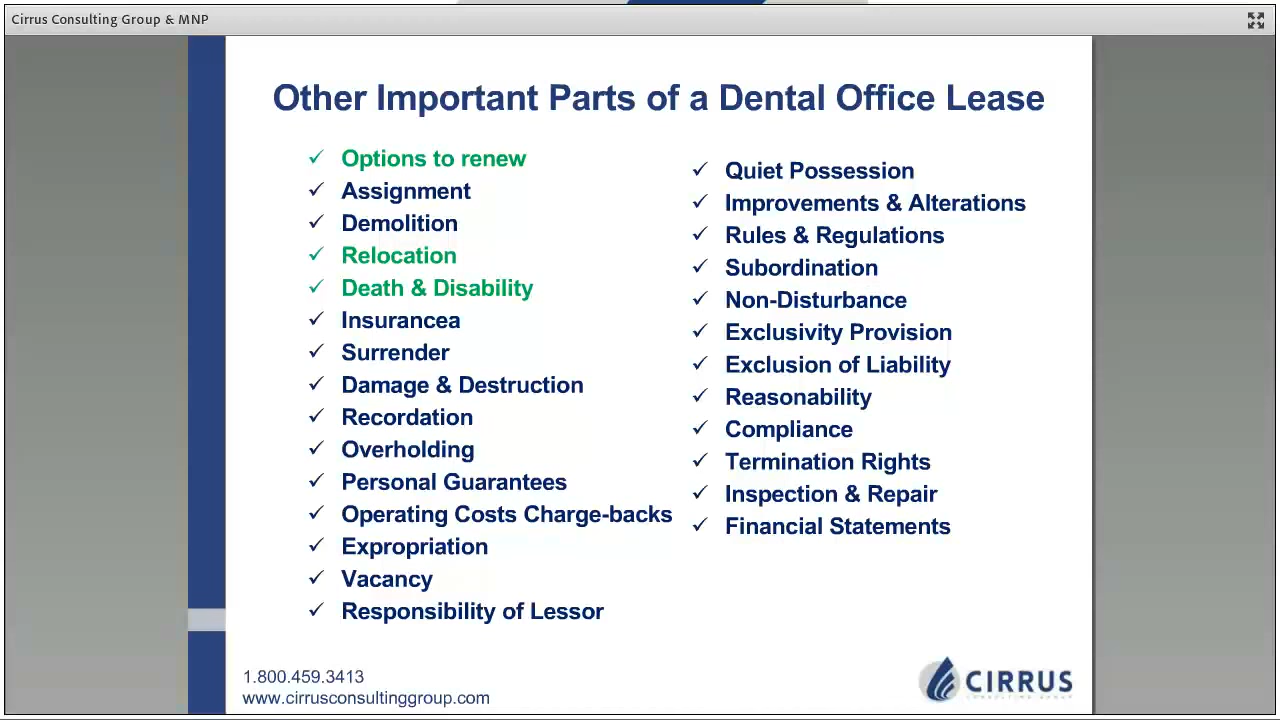 Cirrus Consulting Group & MNP
Other Important Parts of a Dental Office Lease
✓ Options to renew
✓ Assignment
✓ Demolition
✓ Relocation
✓ Death & Disability
✓ Insurancea
✓ Surrender
✓ Damage & Destruction
✓ Recordation
✓ Overholding
✓ Personal Guarantees
✓ Operating Costs Charge-backs
✓ Expropriation
✓ Vacancy
✓ Responsibility of Lessor
✓ Quiet Possession
✓ Improvements & Alterations
✓ Rules & Regulations
✓ Subordination
✓ Non-Disturbance
✓ Exclusivity Provision
✓ Exclusion of Liability
✓ Reasonability
✓ Compliance
✓ Termination Rights
✓ Inspection & Repair
✓ Financial Statements
1.800.459.3413
www.cirrusconsultinggroup.com
CIRRUS
CONSULTING GROUP